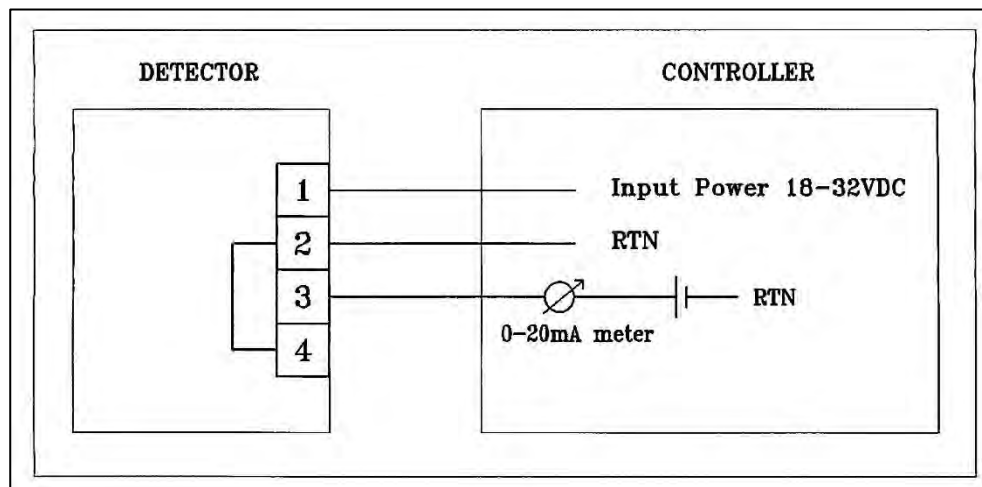 DETECTOR
CONTROLLER
1
Input Power 18-32VDC
2
RTN
3
RTN
0-20mA meter
4